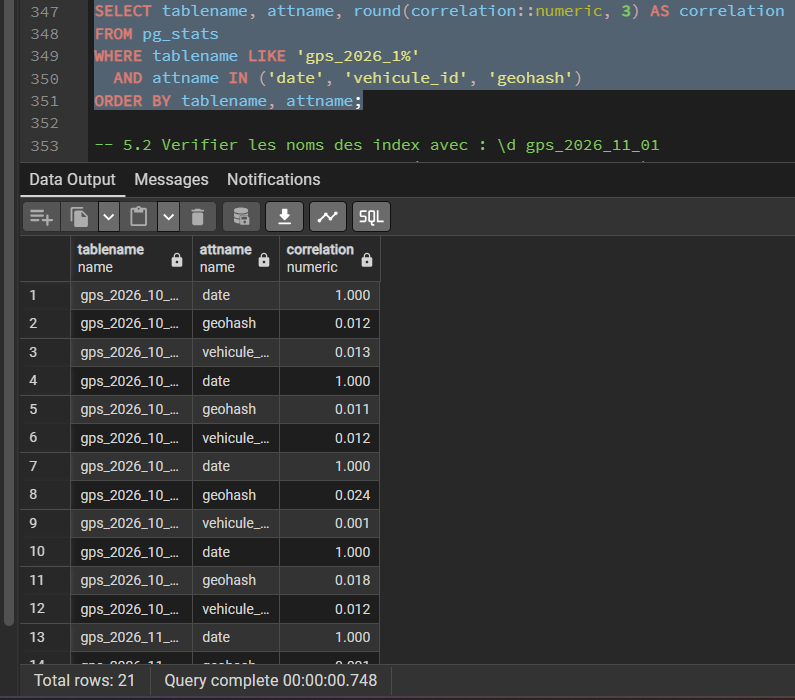 347 SELECT tablename, attname, round(correlation::numeric, 3) AS correlation
348 FROM pg_stats
349 WHERE tablename LIKE 'gps_2026_1%'
350 AND attname IN ('date', 'vehicule_id', 'geohash')
351 ORDER BY tablename, attname;
352
353 -- 5.2 Verifier les noms des index avec : \d gps_2026_11_01
Data Output Messages Notifications
SQL
tablename attname correlation
name name numeric
1 gps_2026_10_... date 1.000
2 gps_2026_10_... geohash 0.012
3 gps_2026_10_... vehicule_... 0.013
4 gps_2026_10_... date 1.000
5 gps_2026_10_... geohash 0.011
6 gps_2026_10_... vehicule_... 0.012
7 gps_2026_10_... date 1.000
8 gps_2026_10_... geohash 0.024
9 gps_2026_10_... vehicule_... 0.001
10 gps_2026_10_... date 1.000
11 gps_2026_10_... geohash 0.018
12 gps_2026_10_... vehicule_... 0.012
13 gps_2026_11_... date 1.000
Total rows: 21 Query complete 00:00:00.748